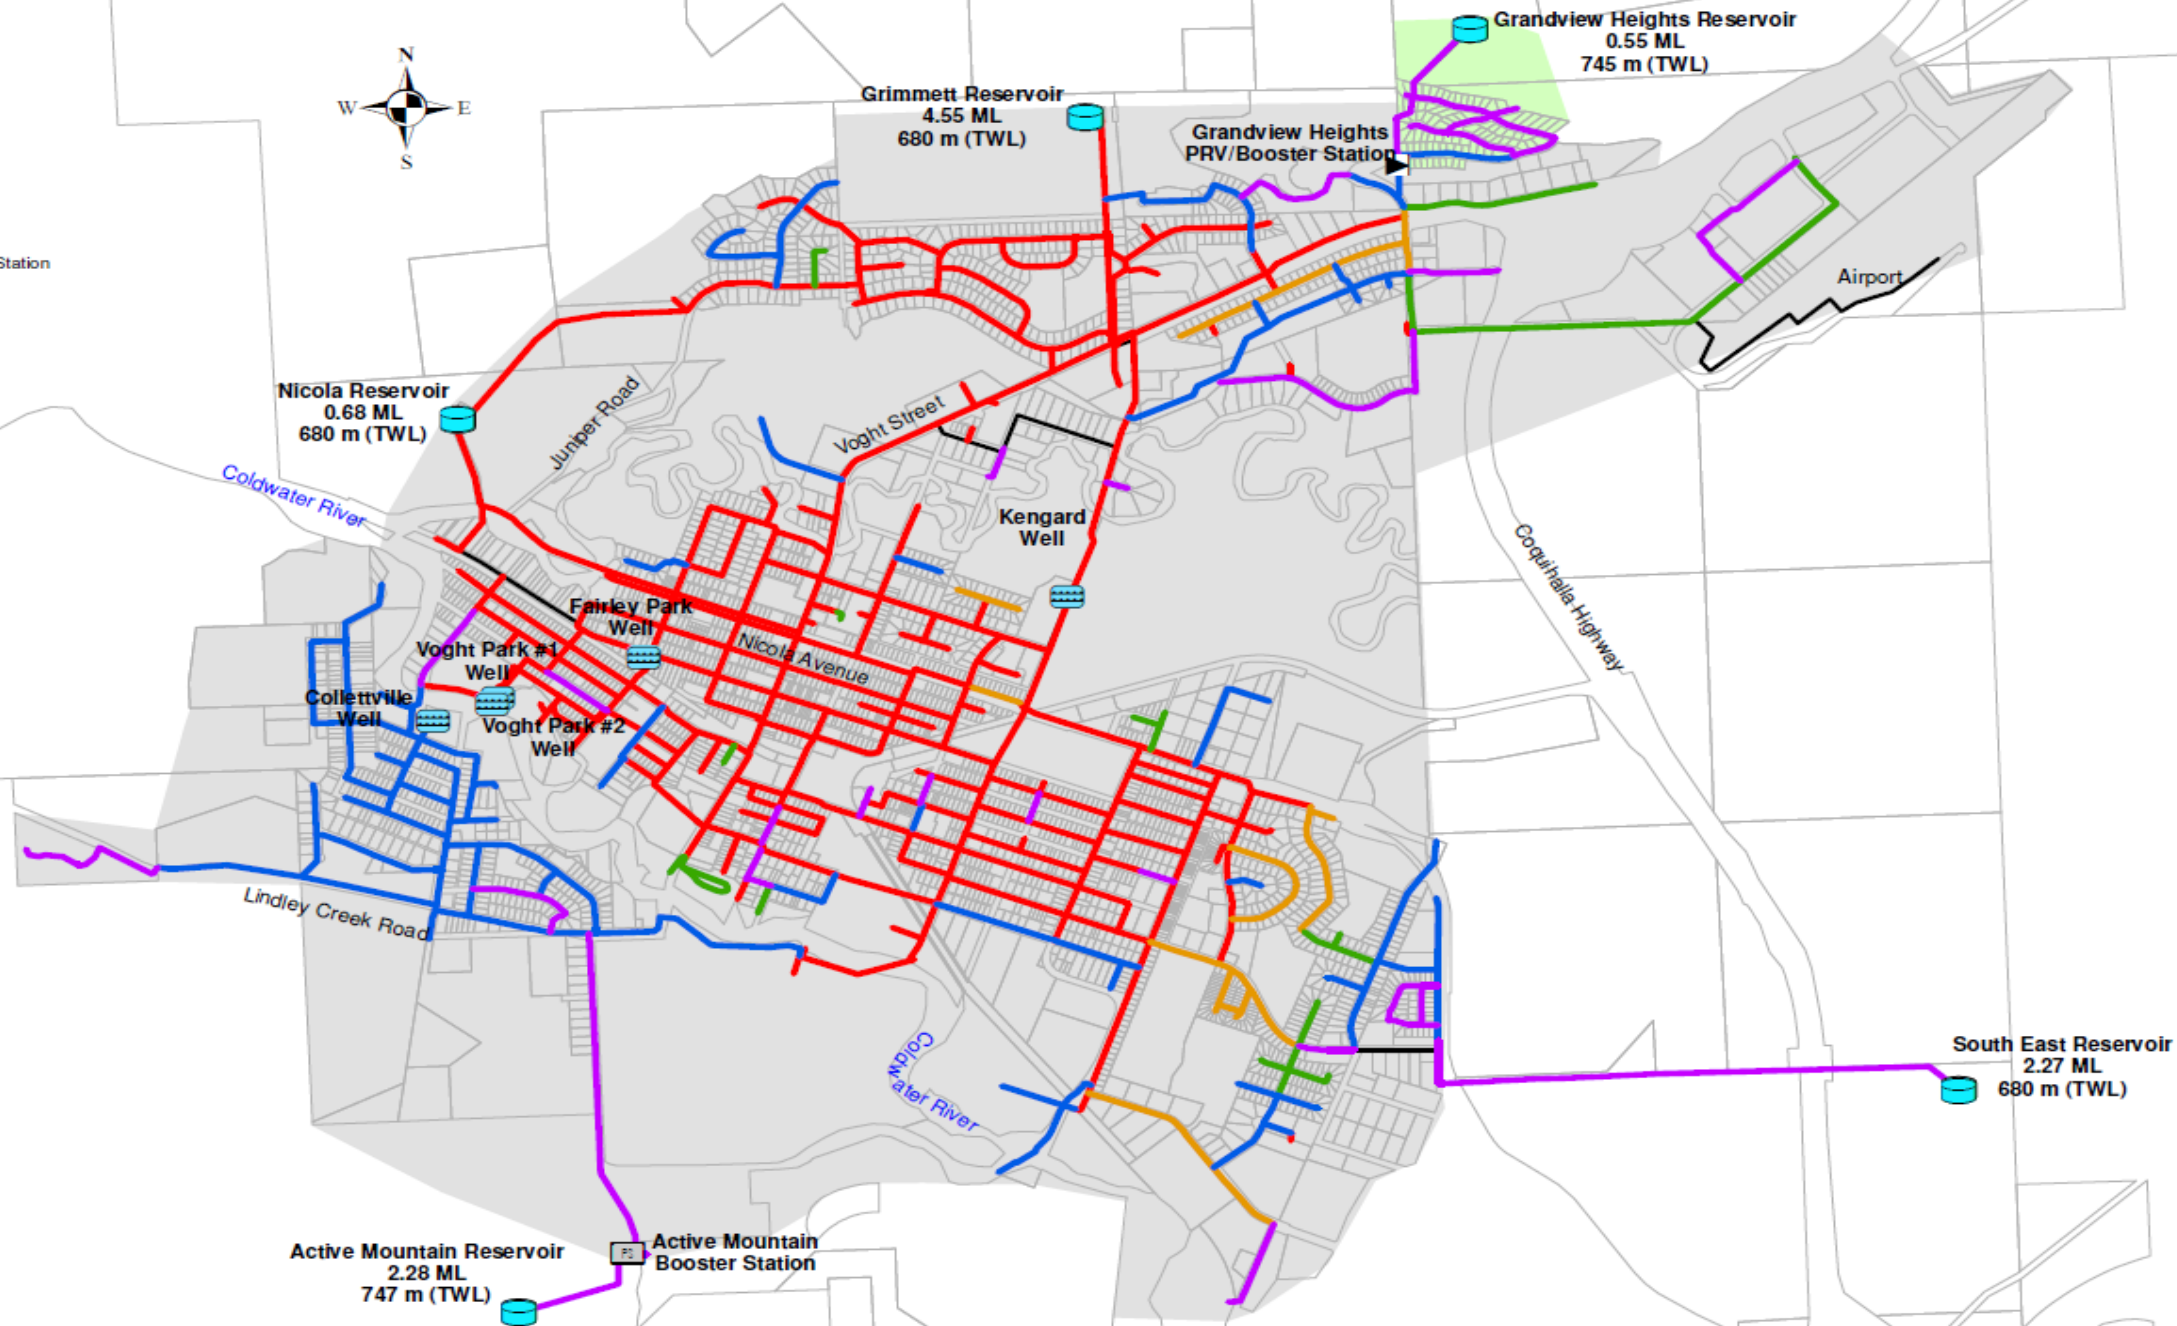 Grandview Heights Reservoir
0.55 ML
745 m (TWL)
N
W
E
S
Grimmett Reservoir
4.55 ML
680 m (TWL)
Grandview Heights
PRV/Booster Station
Station
Airport
Nicola Reservoir
0.68 ML
680 m (TWL)
Juniper Road
Voght Street
Coldwater River
Kengard
Well
Coquihalla Highway
Fairley Park
Well
Nicola Avenue
Voght Park #1
Well
Collettville
Well
Voght Park #2
Well
Lindley Creek Road
Coldwater River
South East Reservoir
2.27 ML
680 m (TWL)
Active Mountain
Booster Station
PS
Active Mountain Reservoir
2.28 ML
747 m (TWL)